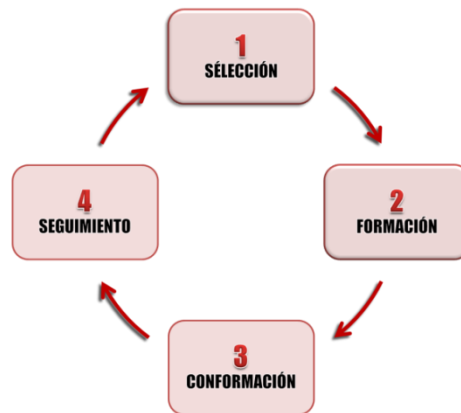 1
SÉLECCIÓN
2
FORMACIÓN
3
CONFORMACIÓN
4
SEGUIMIENTO